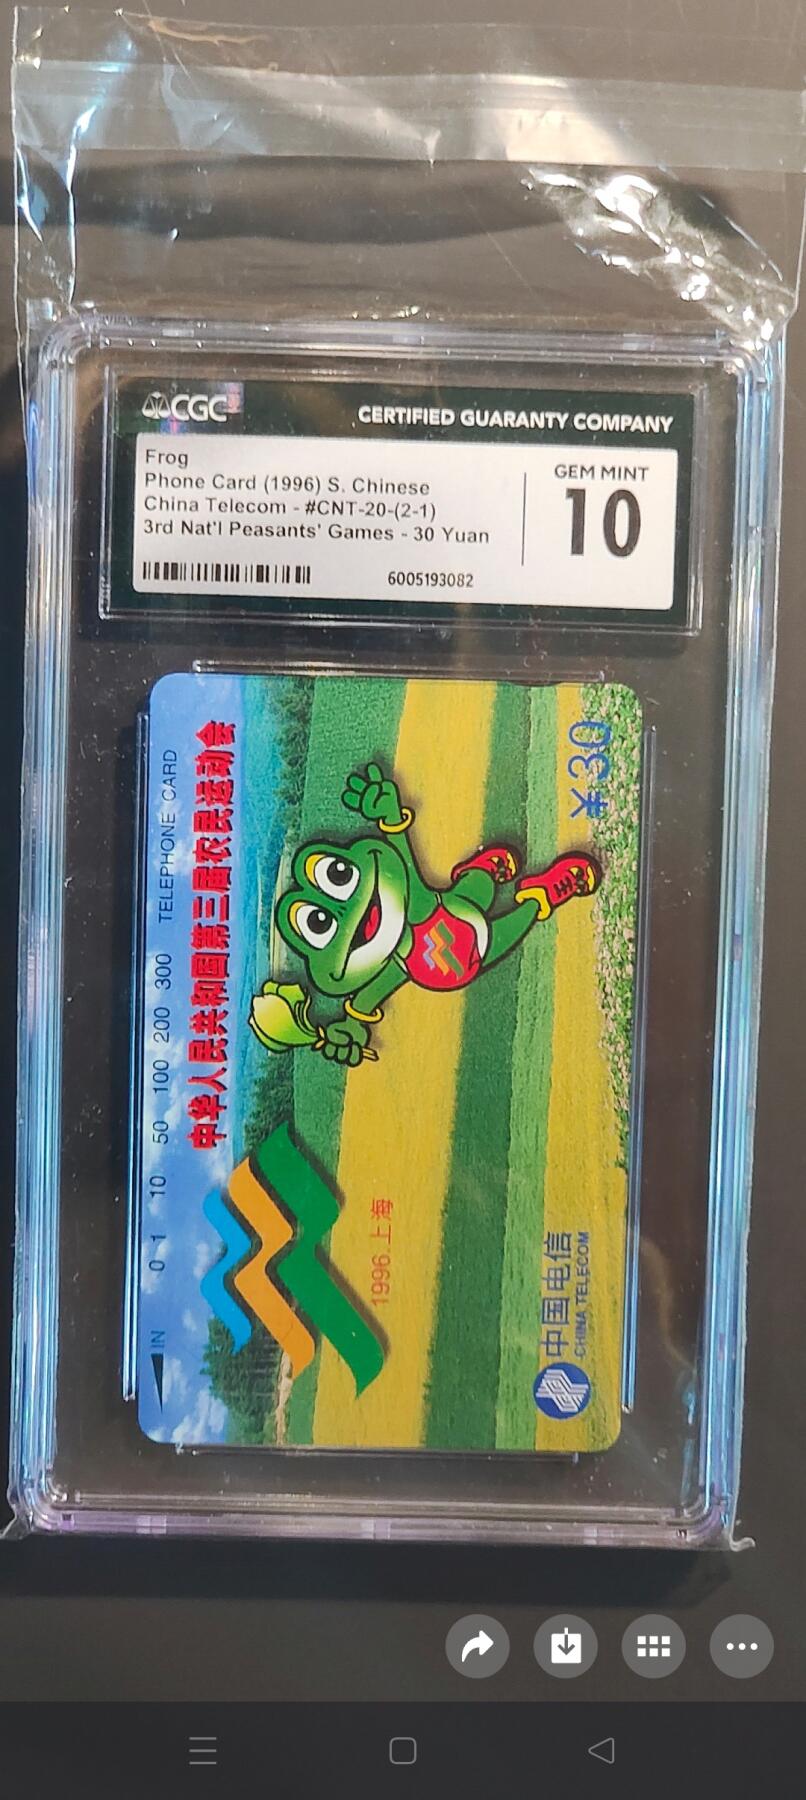 CGC
CERTIFIED GUARANTY COMPANY
Frog
Phone Card (1996) S. Chinese
China Telecom - #CNT-20-(2-1)
3rd Nat'l Peasants' Games - 30 Yuan
6005193082
GEM MINT
10
IN 0 1 10 50 100 200 300 TELEPHONE CARD
中华人民共和国第三届农民运动会
1996.上海
¥30
中国电信
CHINA TELECOM